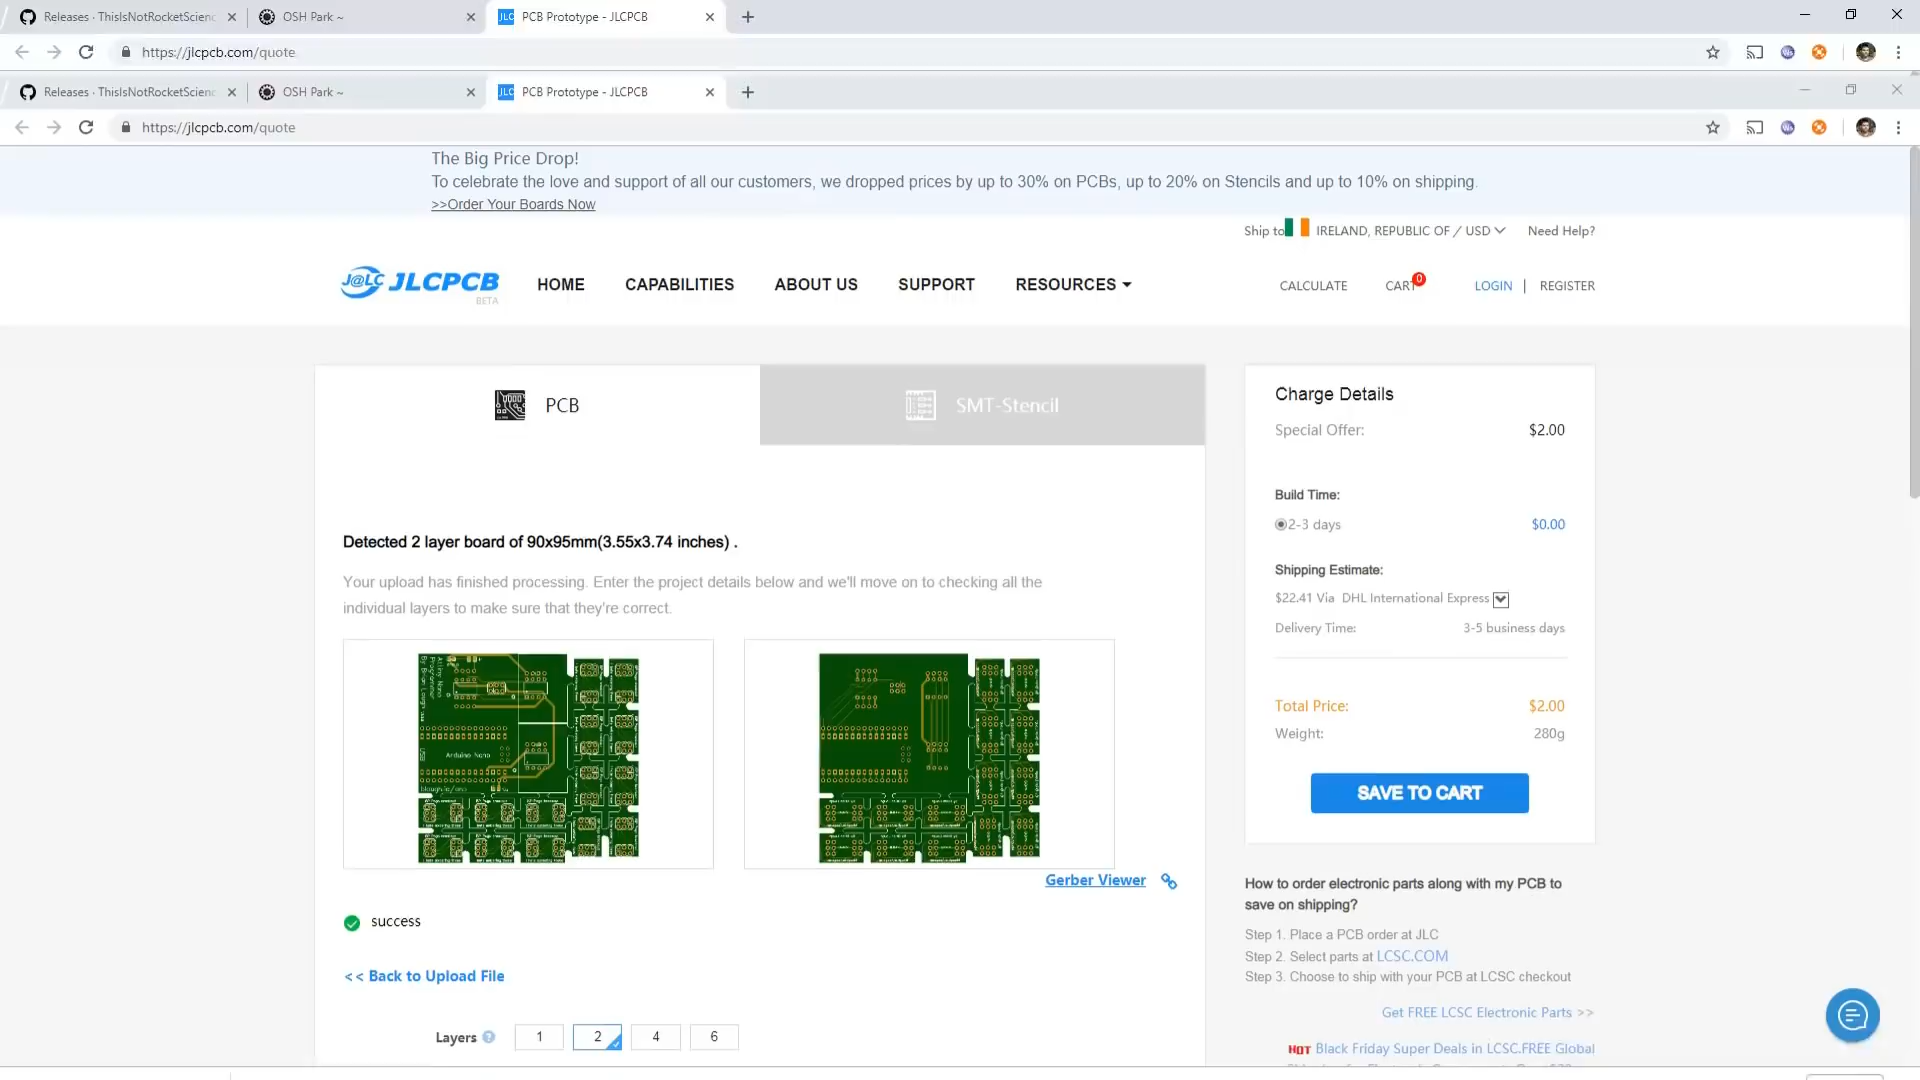 Releases · ThisIsNotRocketScienc
OSH Park ~
JLC PCB Prototype - JLCPCB
https://jlcpcb.com/quote
Releases · ThisIsNotRocketScienc
OSH Park ~
JLC PCB Prototype - JLCPCB
https://jlcpcb.com/quote
The Big Price Drop!
To celebrate the love and support of all our customers, we dropped prices by up to 30% on PCBs, up to 20% on Stencils and up to 10% on shipping.
>>Order Your Boards Now
Ship to IRELAND, REPUBLIC OF / USD Need Help?
J@LC JLCPCB
BETA
HOME CAPABILITIES ABOUT US SUPPORT RESOURCES
CALCULATE CART 0 LOGIN | REGISTER
PCB
SMT-Stencil
Detected 2 layer board of 90x95mm(3.55x3.74 inches) .
Your upload has finished processing. Enter the project details below and we'll move on to checking all the
individual layers to make sure that they're correct.
Arduino Nano
Gerber Viewer
success
<< Back to Upload File
Layers ? 1 2 4 6
Charge Details
Special Offer: $2.00
Build Time:
2-3 days $0.00
Shipping Estimate:
$22.41 Via DHL International Express
Delivery Time: 3-5 business days
Total Price: $2.00
Weight: 280g
SAVE TO CART
How to order electronic parts along with my PCB to
save on shipping?
Step 1. Place a PCB order at JLC
Step 2. Select parts at LCSC.COM
Step 3. Choose to ship with your PCB at LCSC checkout
Get FREE LCSC Electronic Parts >>
HOT Black Friday Super Deals in LCSC.FREE Global